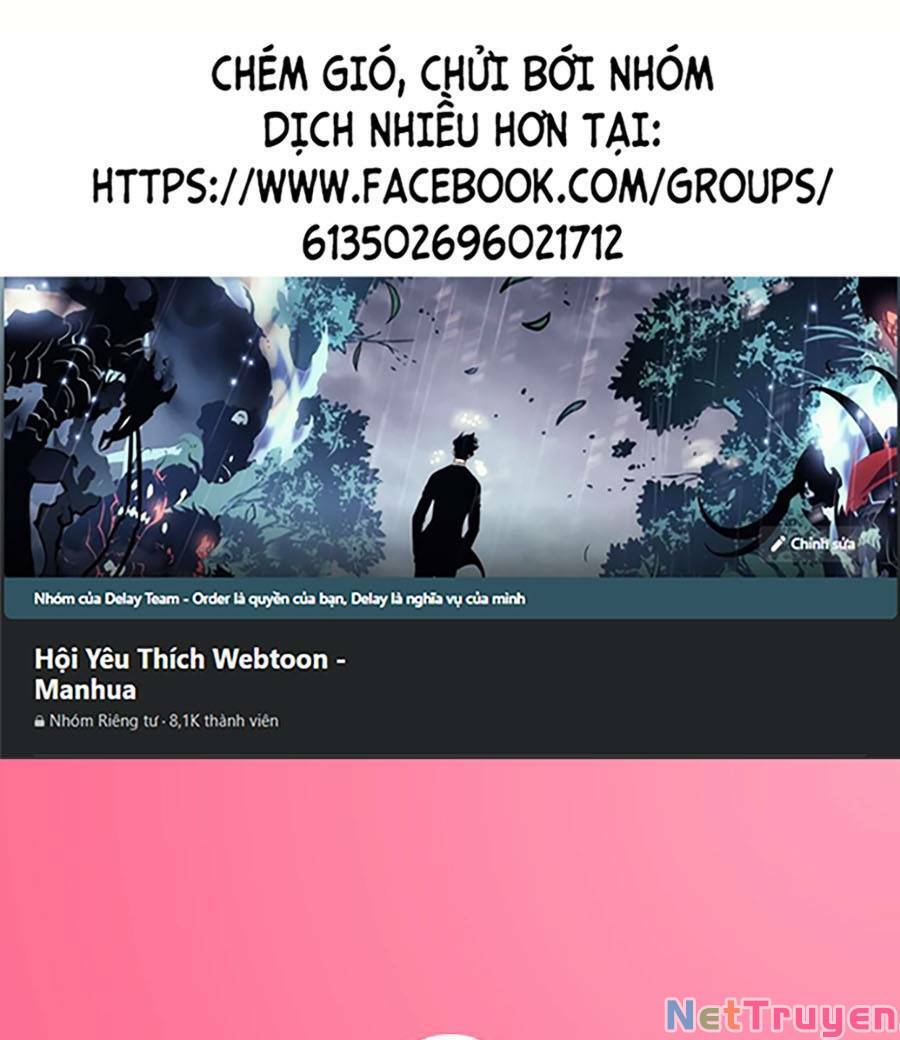 CHÉM GIÓ, CHỬI BỚI NHÓM
DỊCH NHIỀU HƠN TẠI:
HTTPS://WWW.FACEBOOK.COM/GROUPS/
613502696021712
Chỉnh sửa
Nhóm của Delay Team - Order là quyền của bạn, Delay là nghĩa vụ của mình
Hội Yêu Thích Webtoon -
Manhua
Nhóm Riêng tư · 8,1K thành viên
NetTruyen